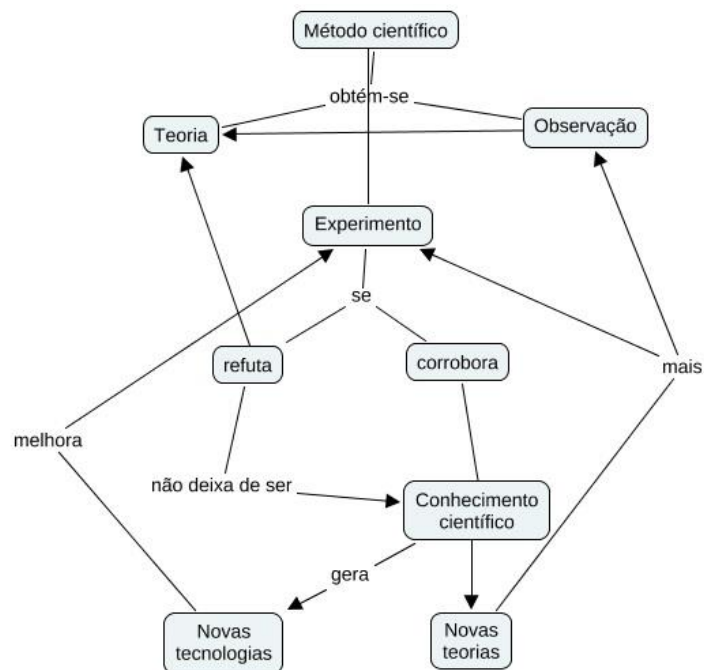 Método científico
obtém-se
Teoria
Observação
Experimento
se
refuta
corrobora
mais
melhora
não deixa de ser
Conhecimento
científico
gera
Novas
tecnologias
Novas
teorias